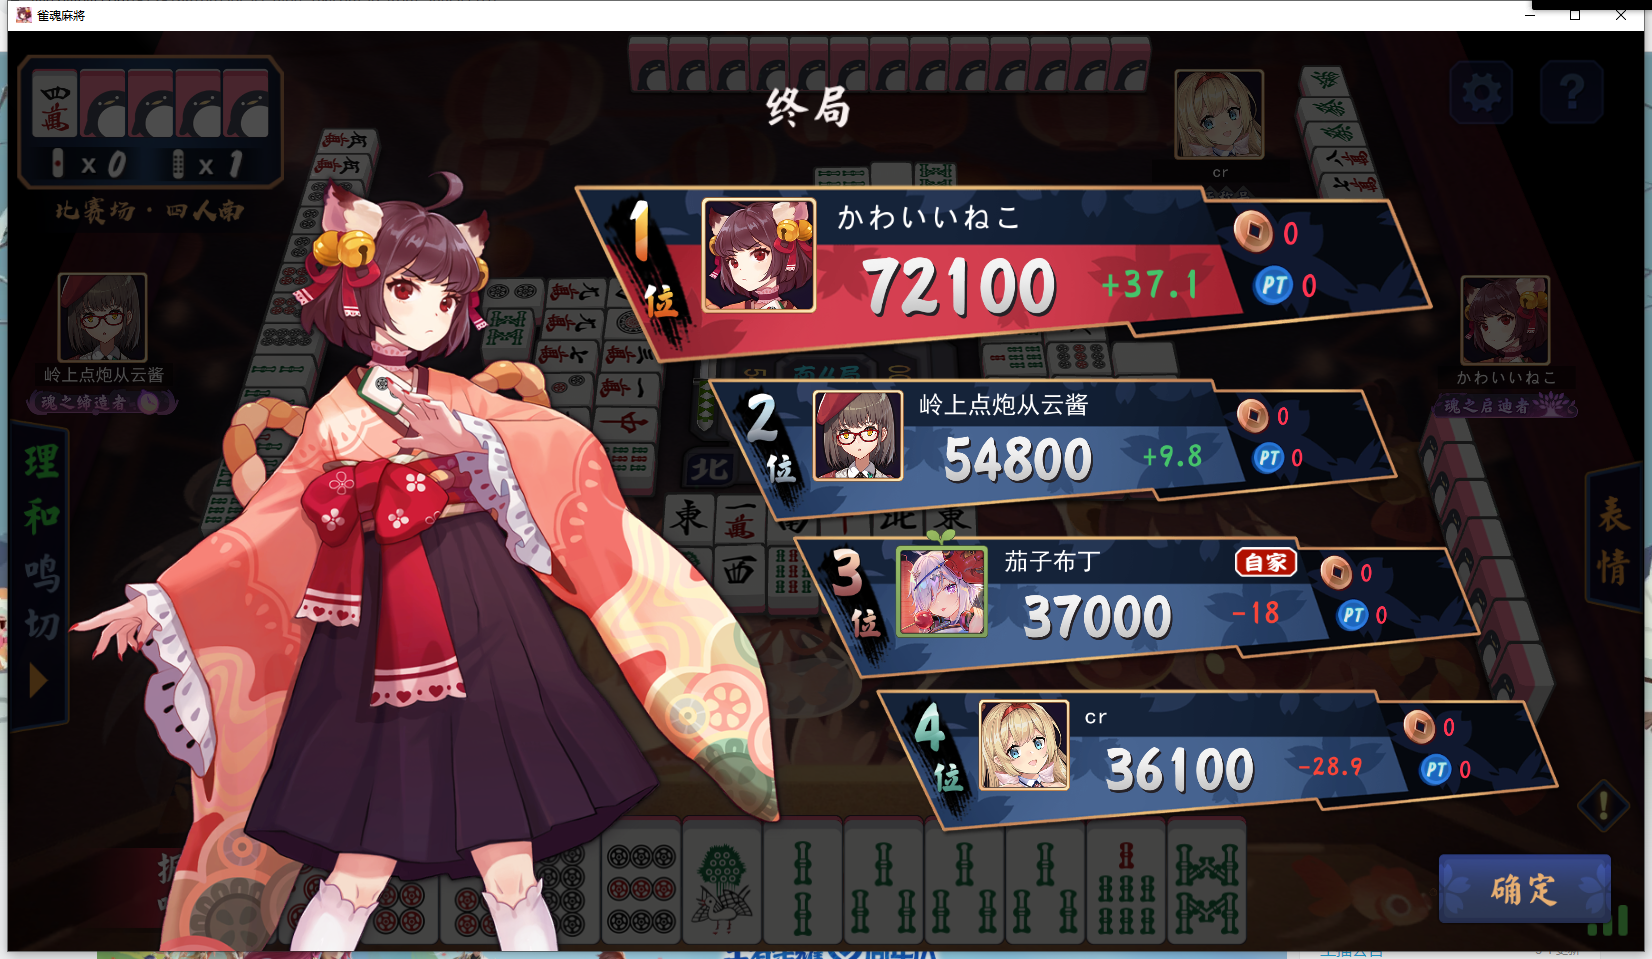 雀魂麻將
終局
x 0
x 1
比赛场·四人南
cr
岭上点炮从云酱
魂之缔造者
かわいいねこ
魂之启迪者
理
和
鸣
切
表
情
北
1位
かわいいねこ
72100
+37.1
0
PT 0
2位
岭上点炮从云酱
54800
+9.8
0
PT 0
3位
茄子布丁
自家
37000
-18
0
PT 0
4位
cr
36100
-28.9
0
PT 0
确定